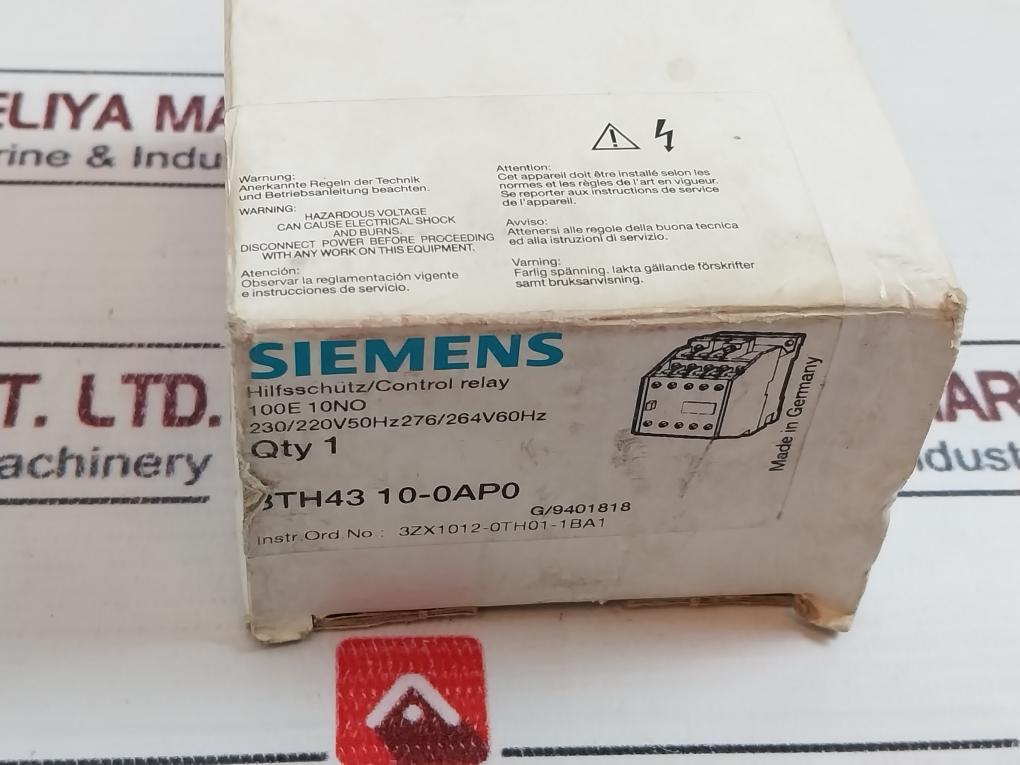 ELIYA MA
rine & Indu
Warnung:
Anerkannte Regeln der Technik
und Betriebsanleitung beachten.
WARNING:
HAZARDOUS VOLTAGE
CAN CAUSE ELECTRICAL SHOCK
AND BURNS.
DISCONNECT POWER BEFORE PROCEEDING
WITH ANY WORK ON THIS EQUIPMENT.
Atención:
Observar la reglamentación vigente
e instrucciones de servicio.
Attention:
Cet appareil doit être installé selon les
normes et les règles de l'art en vigueur.
Se reporter aux instructions de service
de l'appareil.
Avviso:
Attenersi alle regole della buona tecnica
ed alla istruzioni di servizio.
Varning:
Farlig spänning, lakta gällande förskrifter
samt bruksanvisning.
SIEMENS
Hilfsschütz/Control relay
100E 10NO
230/220V50Hz276/264V60Hz
Qty 1
3TH43 10-0AP0
G/9401818
Instr.Ord.No.: 3ZX1012-0TH01-1BA1
Made in Germany
T. LTD.
achinery
MAR
ndust